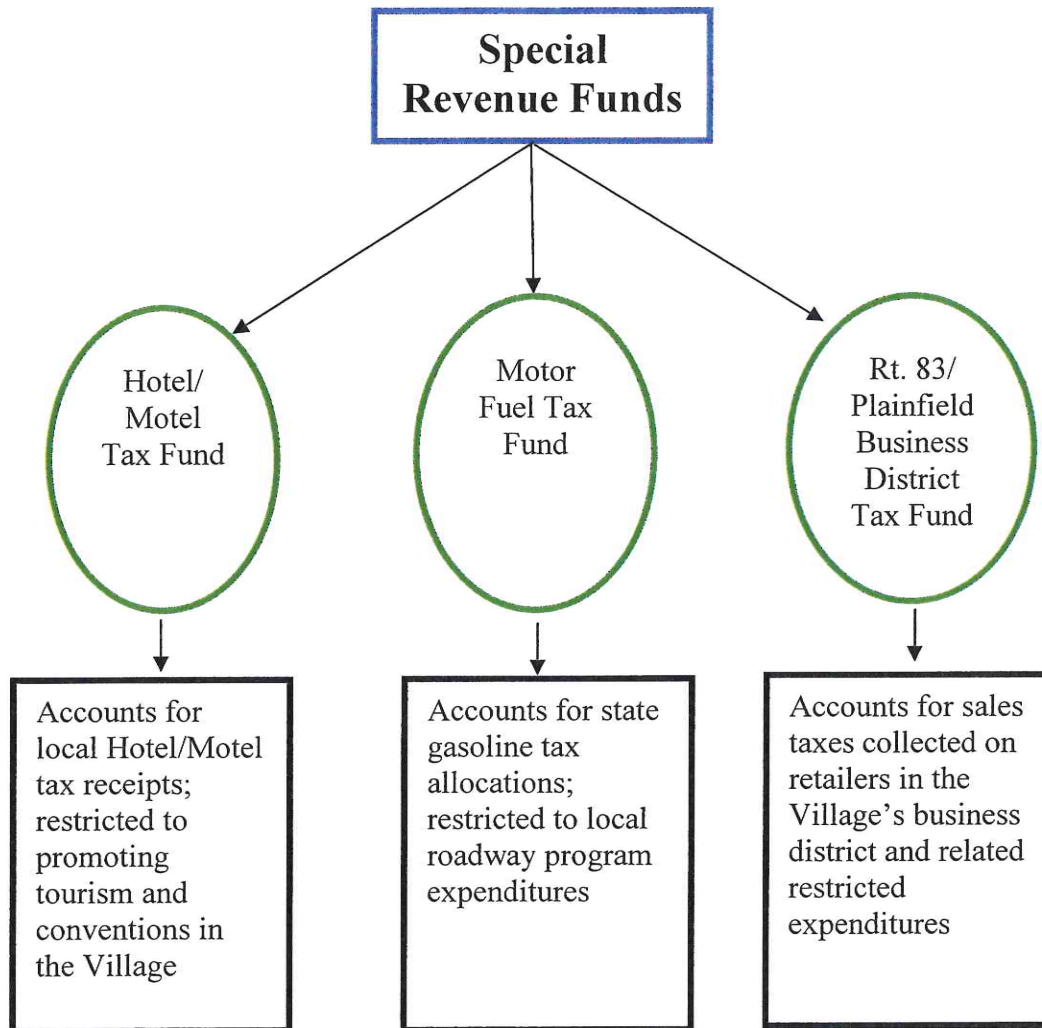 Special
Revenue Funds
Hotel/
Motel
Tax Fund
Motor
Fuel Tax
Fund
Rt. 83/
Plainfield
Business
District
Tax Fund
Accounts for
local Hotel/Motel
tax receipts;
restricted to
promoting
tourism and
conventions in
the Village
Accounts for state
gasoline tax
allocations;
restricted to local
roadway program
expenditures
Accounts for sales
taxes collected on
retailers in the
Village’s business
district and related
restricted
expenditures